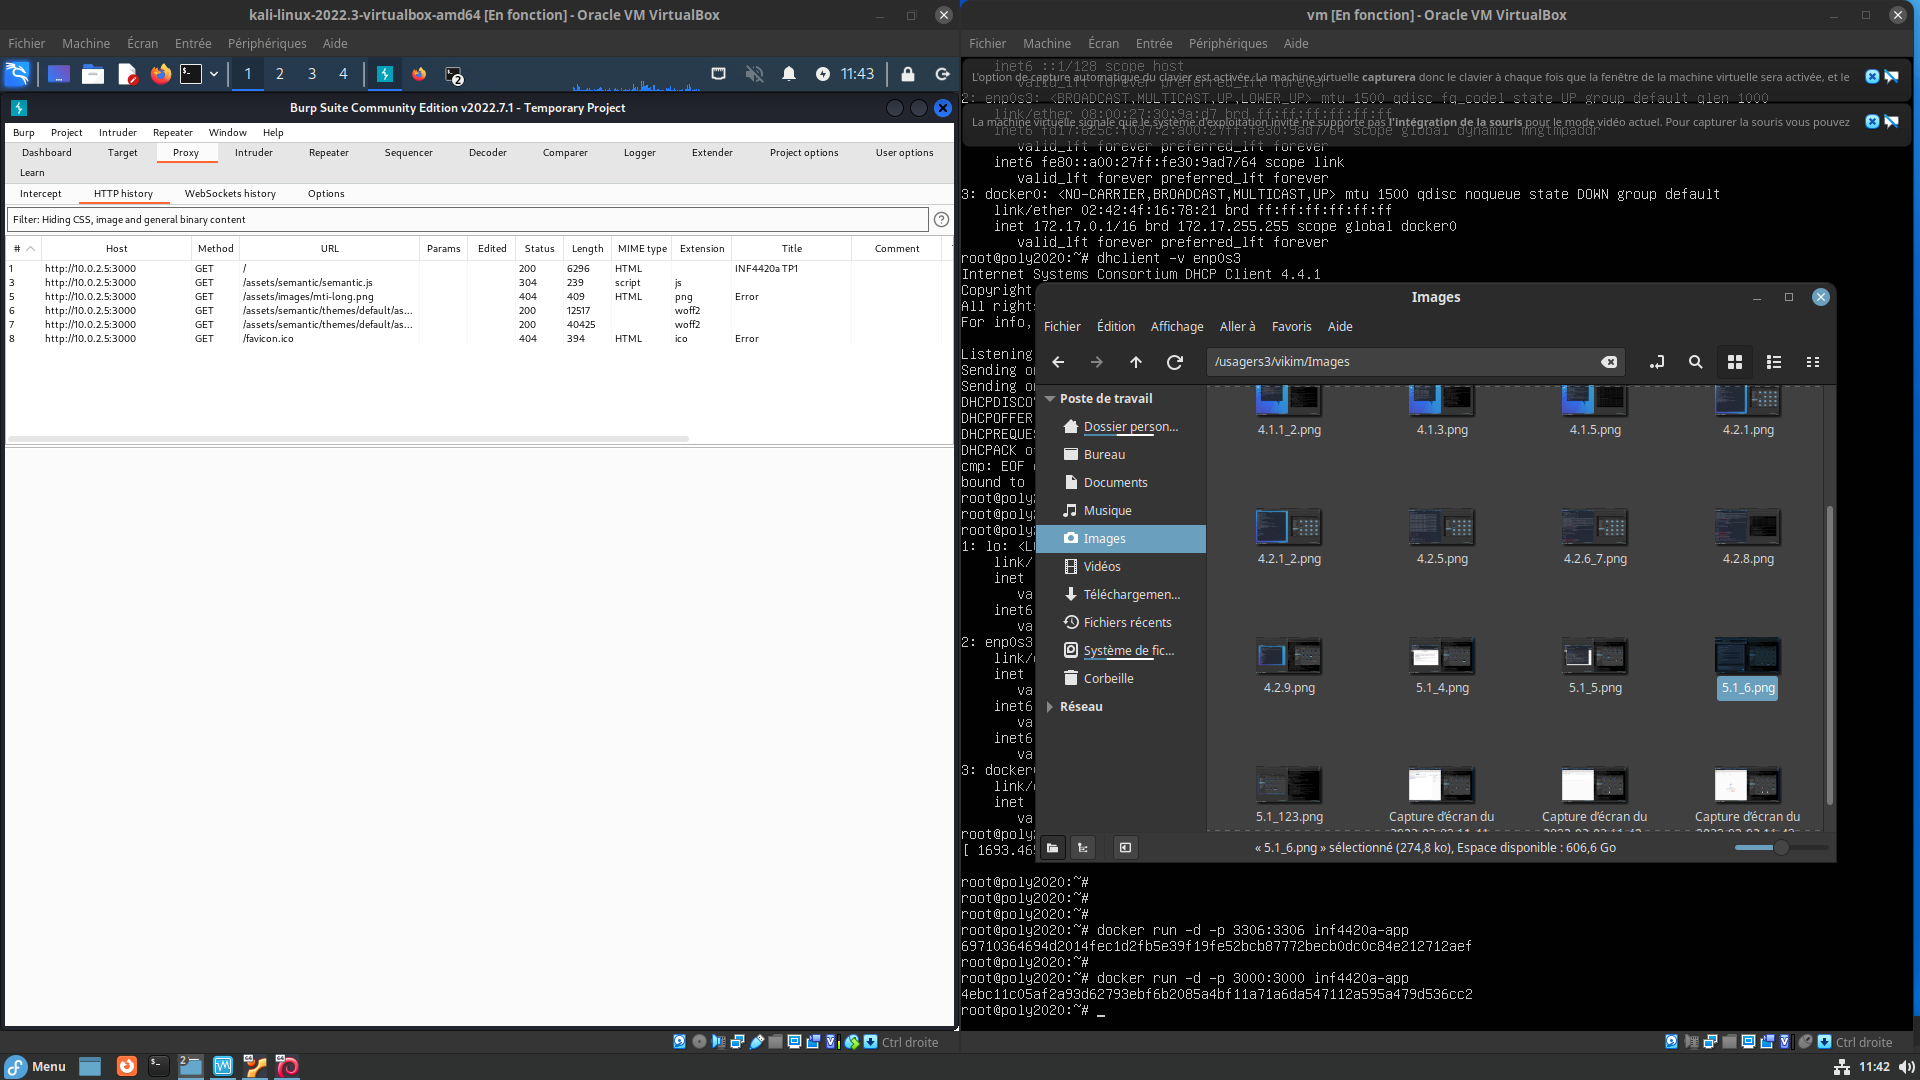 kali-linux-2022.3-virtualbox-amd64 [En fonction] - Oracle VM VirtualBox
Fichier Machine Écran Entrée Périphériques Aide
1 2 3 4 2 11:43
Burp Suite Community Edition v2022.7.1 - Temporary Project
Burp Project Intruder Repeater Window Help
Dashboard Target Proxy Intruder Repeater Sequencer Decoder Comparer Logger Extender Project options User options
Learn
Intercept HTTP history WebSockets history Options
Filter: Hiding CSS, image and general binary content
# Host Method URL Params Edited Status Length MIME type Extension Title Comment
1 http://10.0.2.5:3000 GET / 200 6296 HTML INF4420a TP1
3 http://10.0.2.5:3000 GET /assets/semantic/semantic.js 304 239 script js
5 http://10.0.2.5:3000 GET /assets/images/mti-long.png 404 409 HTML png Error
6 http://10.0.2.5:3000 GET /assets/semantic/themes/default/as... 200 12517 woff2
7 http://10.0.2.5:3000 GET /assets/semantic/themes/default/as... 200 40425 woff2
8 http://10.0.2.5:3000 GET /favicon.ico 404 394 HTML ico Error
Ctrl droite
vm [En fonction] - Oracle VM VirtualBox
Fichier Machine Écran Entrée Périphériques Aide
inet6 ::1/128 scope host
L'option de capture automatique du clavier est activée. La machine virtuelle capturera donc le clavier à chaque fois que la fenêtre de la machine virtuelle sera activée, et le
2: enp0s3: <BROADCAST,MULTICAST,UP,LOWER_UP> mtu 1500 qdisc fq_codel state UP group default qlen 1000
link/ether 08:00:27:30:9a:d7 brd ff:ff:ff:ff:ff:ff
La machine virtuelle signale que le système d'exploitation invité ne supporte pas l'intégration de la souris pour le mode vidéo actuel. Pour capturer la souris vous pouvez
inet6 fd17:625c:f037:2:a00:27ff:fe30:9ad7/64 scope global dynamic mngtmpaddr
valid_lft forever preferred_lft forever
inet6 fe80::a00:27ff:fe30:9ad7/64 scope link
valid_lft forever preferred_lft forever
3: docker0: <NO-CARRIER,BROADCAST,MULTICAST,UP> mtu 1500 qdisc noqueue state DOWN group default
link/ether 02:42:4f:16:78:21 brd ff:ff:ff:ff:ff:ff
inet 172.17.0.1/16 brd 172.17.255.255 scope global docker0
valid_lft forever preferred_lft forever
root@poly2020:~# dhclient -v enp0s3
Internet Systems Consortium DHCP Client 4.4.1
Copyright
All right
For info,
Listening
Sending o
Sending o
DHCPDISCO
DHCPOFFER
DHCPREQUE
DHCPACK o
cmp: EOF
bound to
root@poly
root@poly
root@poly
1: lo: <L
link/
inet
va
inet6
va
2: enp0s3
link/
inet
va
inet6
va
inet6
va
3: docker
link/
inet
va
root@poly
[ 1693.46
root@poly2020:~#
root@poly2020:~#
root@poly2020:~#
root@poly2020:~# docker run -d -p 3306:3306 inf4420a-app
69710364694d2014fec1d2fb5e39f19fe52bcb87772becb0dc0c84e212712aef
root@poly2020:~#
root@poly2020:~# docker run -d -p 3000:3000 inf4420a-app
4ebc11c05af2a93d62793ebf6b2085a4bf11a71a6da547112a595a479d536cc2
root@poly2020:~# _
Ctrl droite
Images
Fichier Édition Affichage Aller à Favoris Aide
/usagers3/vikim/Images
Poste de travail
Dossier person...
Bureau
Documents
Musique
Images
Vidéos
Téléchargemen...
Fichiers récents
Système de fic...
Corbeille
Réseau
4.1.1_2.png 4.1.3.png 4.1.5.png 4.2.1.png
4.2.1_2.png 4.2.5.png 4.2.6_7.png 4.2.8.png
4.2.9.png 5.1_4.png 5.1_5.png 5.1_6.png
5.1_123.png Capture d'écran du Capture d'écran du Capture d'écran du
« 5.1_6.png » sélectionné (274,8 ko), Espace disponible : 606,6 Go
Menu 2 11:42